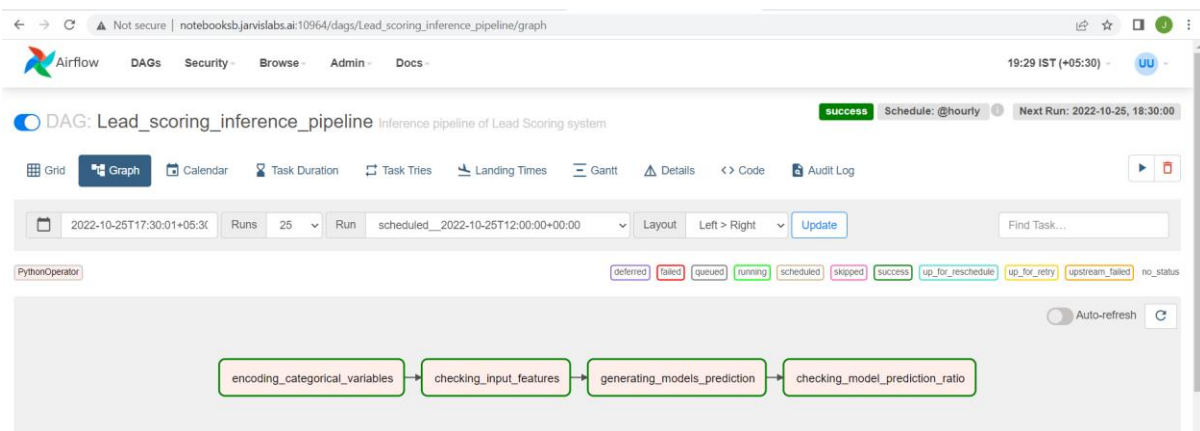 Not secure | notebooksb.jarvislabs.ai:10964/dags/Lead_scoring_inference_pipeline/graph J
Airflow DAGs Security Browse Admin Docs 19:29 IST (+05:30) UU
success Schedule: @hourly Next Run: 2022-10-25, 18:30:00
DAG: Lead_scoring_inference_pipeline Inference pipeline of Lead Scoring system
Grid Graph Calendar Task Duration Task Tries Landing Times Gantt Details <> Code Audit Log
2022-10-25T17:30:01+05:30 Runs 25 Run scheduled__2022-10-25T12:00:00+00:00 Layout Left > Right Update Find Task...
PythonOperator deferred failed queued running scheduled skipped success up_for_reschedule up_for_retry upstream_failed no_status
Auto-refresh
encoding_categorical_variables checking_input_features generating_models_prediction checking_model_prediction_ratio